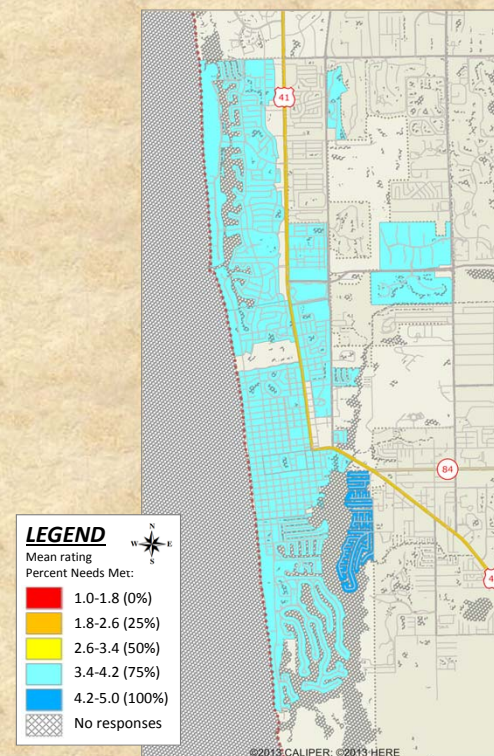 41
84
4
LEGEND
N
W E
S
Mean rating
Percent Needs Met:
1.0-1.8 (0%)
1.8-2.6 (25%)
2.6-3.4 (50%)
3.4-4.2 (75%)
4.2-5.0 (100%)
No responses
©2013 CALIPER; ©2013 HERE